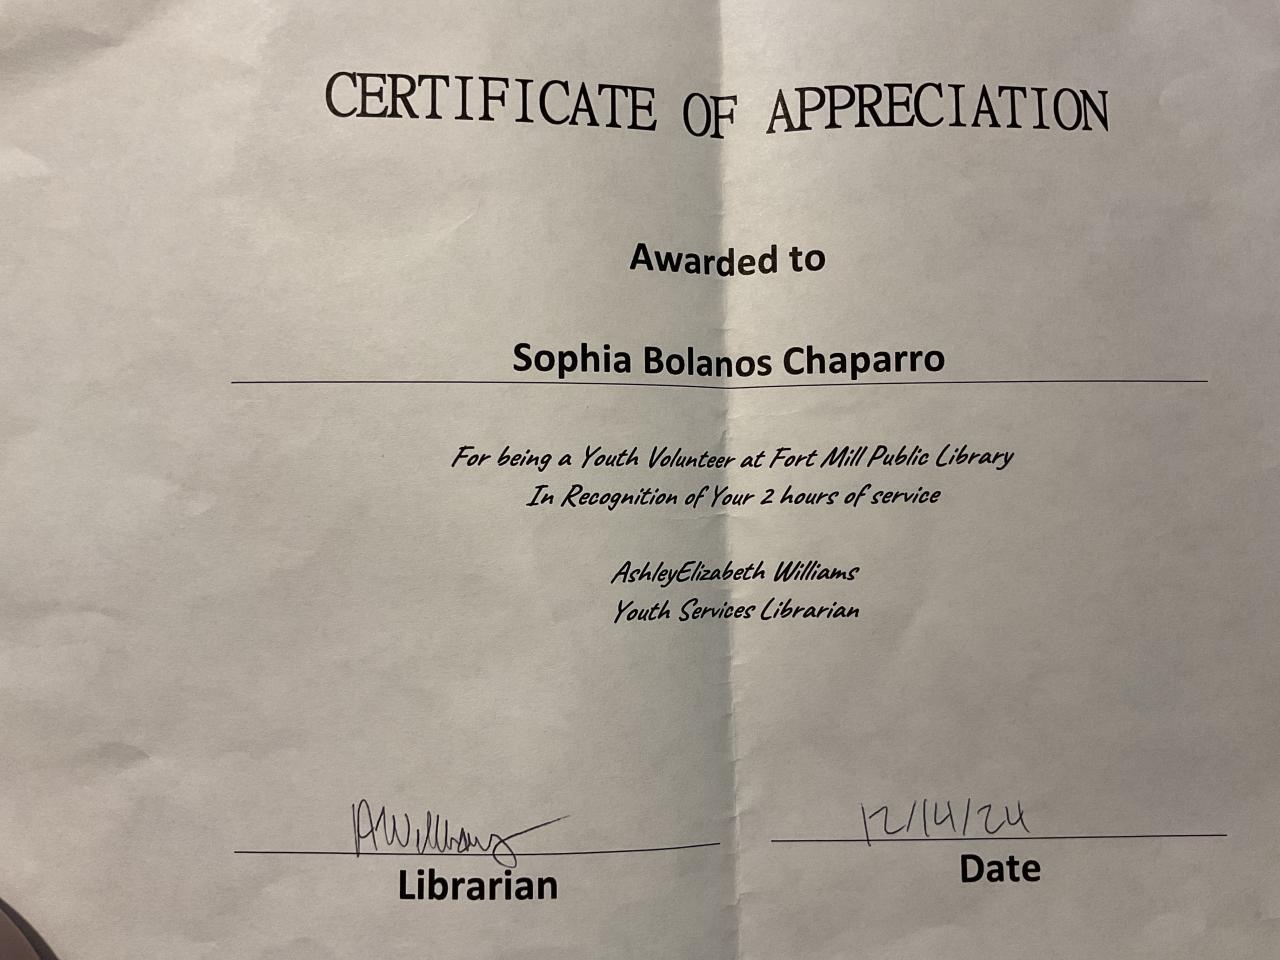 CERTIFICATE OF APPRECIATION
Awarded to
Sophia Bolanos Chaparro
For being a Youth Volunteer at Fort Mill Public Library
In Recognition of Your 2 hours of service
AshleyElizabeth Williams
Youth Services Librarian
AWilliams 12/14/24
Librarian Date